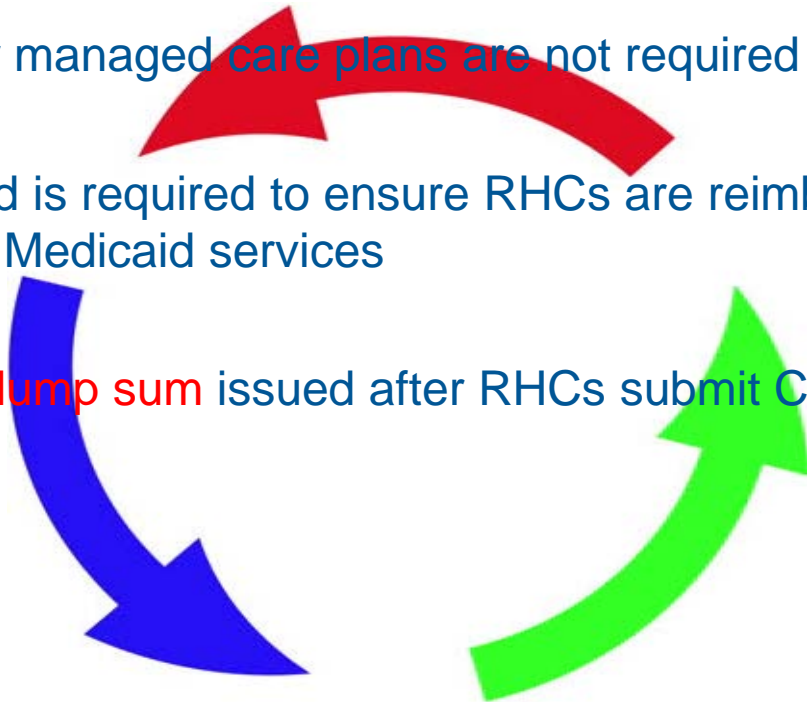 managed care plans are not required
is required to ensure RHCs are
Medicaid services
lump sum issued after RHCs submit